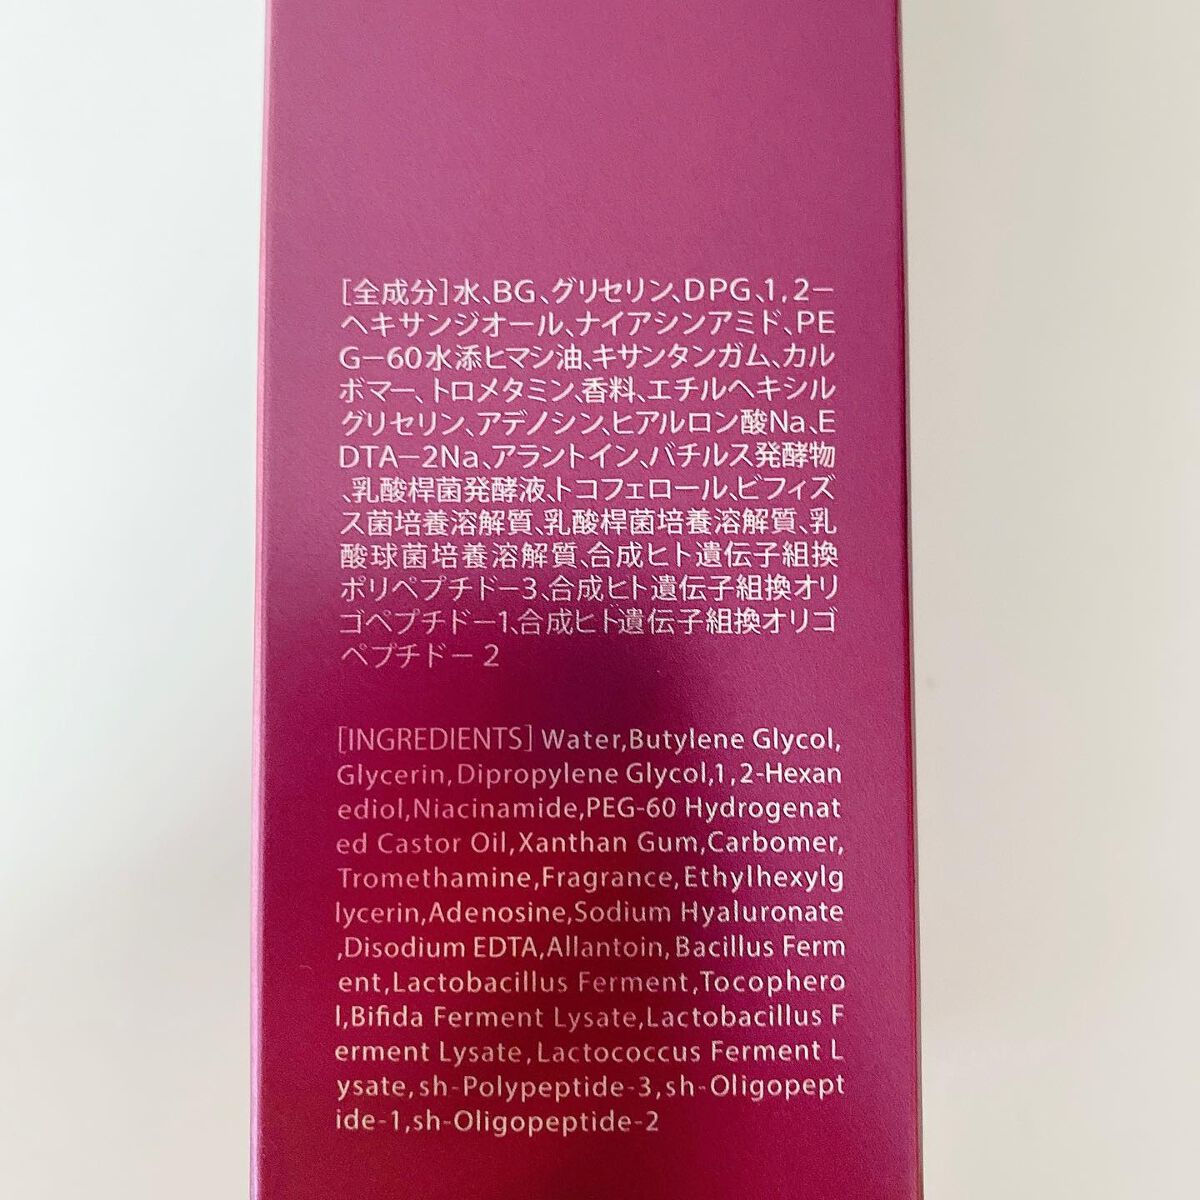 [全成分]水、BG、グリセリン、DPG、1,2−
ヘキサンジオール、ナイアシンアミド、PE
G−60水添ヒマシ油、キサンタンガム、カル
ボマー、トロメタミン、香料、エチルヘキシル
グリセリン、アデノシン、ヒアルロン酸Na、E
DTA−2Na、アラントイン、バチルス発酵物
、乳酸桿菌発酵液、トコフェロール、ビフィズ
ス菌培養溶解質、乳酸桿菌培養溶解質、乳
酸球菌培養溶解質、合成ヒト遺伝子組換
ポリペプチド−3、合成ヒト遺伝子組換オリ
ゴペプチド−1、合成ヒト遺伝子組換オリゴ
ペプチド− 2
[INGREDIENTS] Water,Butylene Glycol,
Glycerin,Dipropylene Glycol,1,2-Hexan
ediol,Niacinamide,PEG-60 Hydrogenat
ed Castor Oil,Xanthan Gum,Carbomer,
Tromethamine,Fragrance,Ethylhexylg
lycerin,Adenosine,Sodium Hyaluronate
,Disodium EDTA,Allantoin, Bacillus Ferm
ent,Lactobacillus Ferment,Tocophero
l,Bifida Ferment Lysate,Lactobacillus F
erment Lysate, Lactococcus Ferment L
ysate,sh-Polypeptide-3,sh-Oligopept
ide-1,sh-Oligopeptide-2